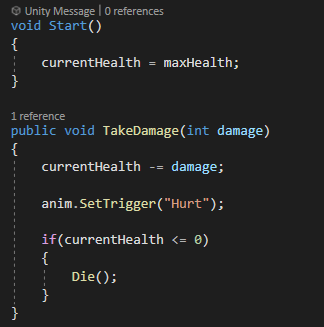 Unity Message | 0 references
void Start()
{
    currentHealth = maxHealth;
}
1 reference
public void TakeDamage(int damage)
{
    currentHealth -= damage;
    anim.SetTrigger("Hurt");
    if(currentHealth <= 0)
    {
        Die();
    }
}